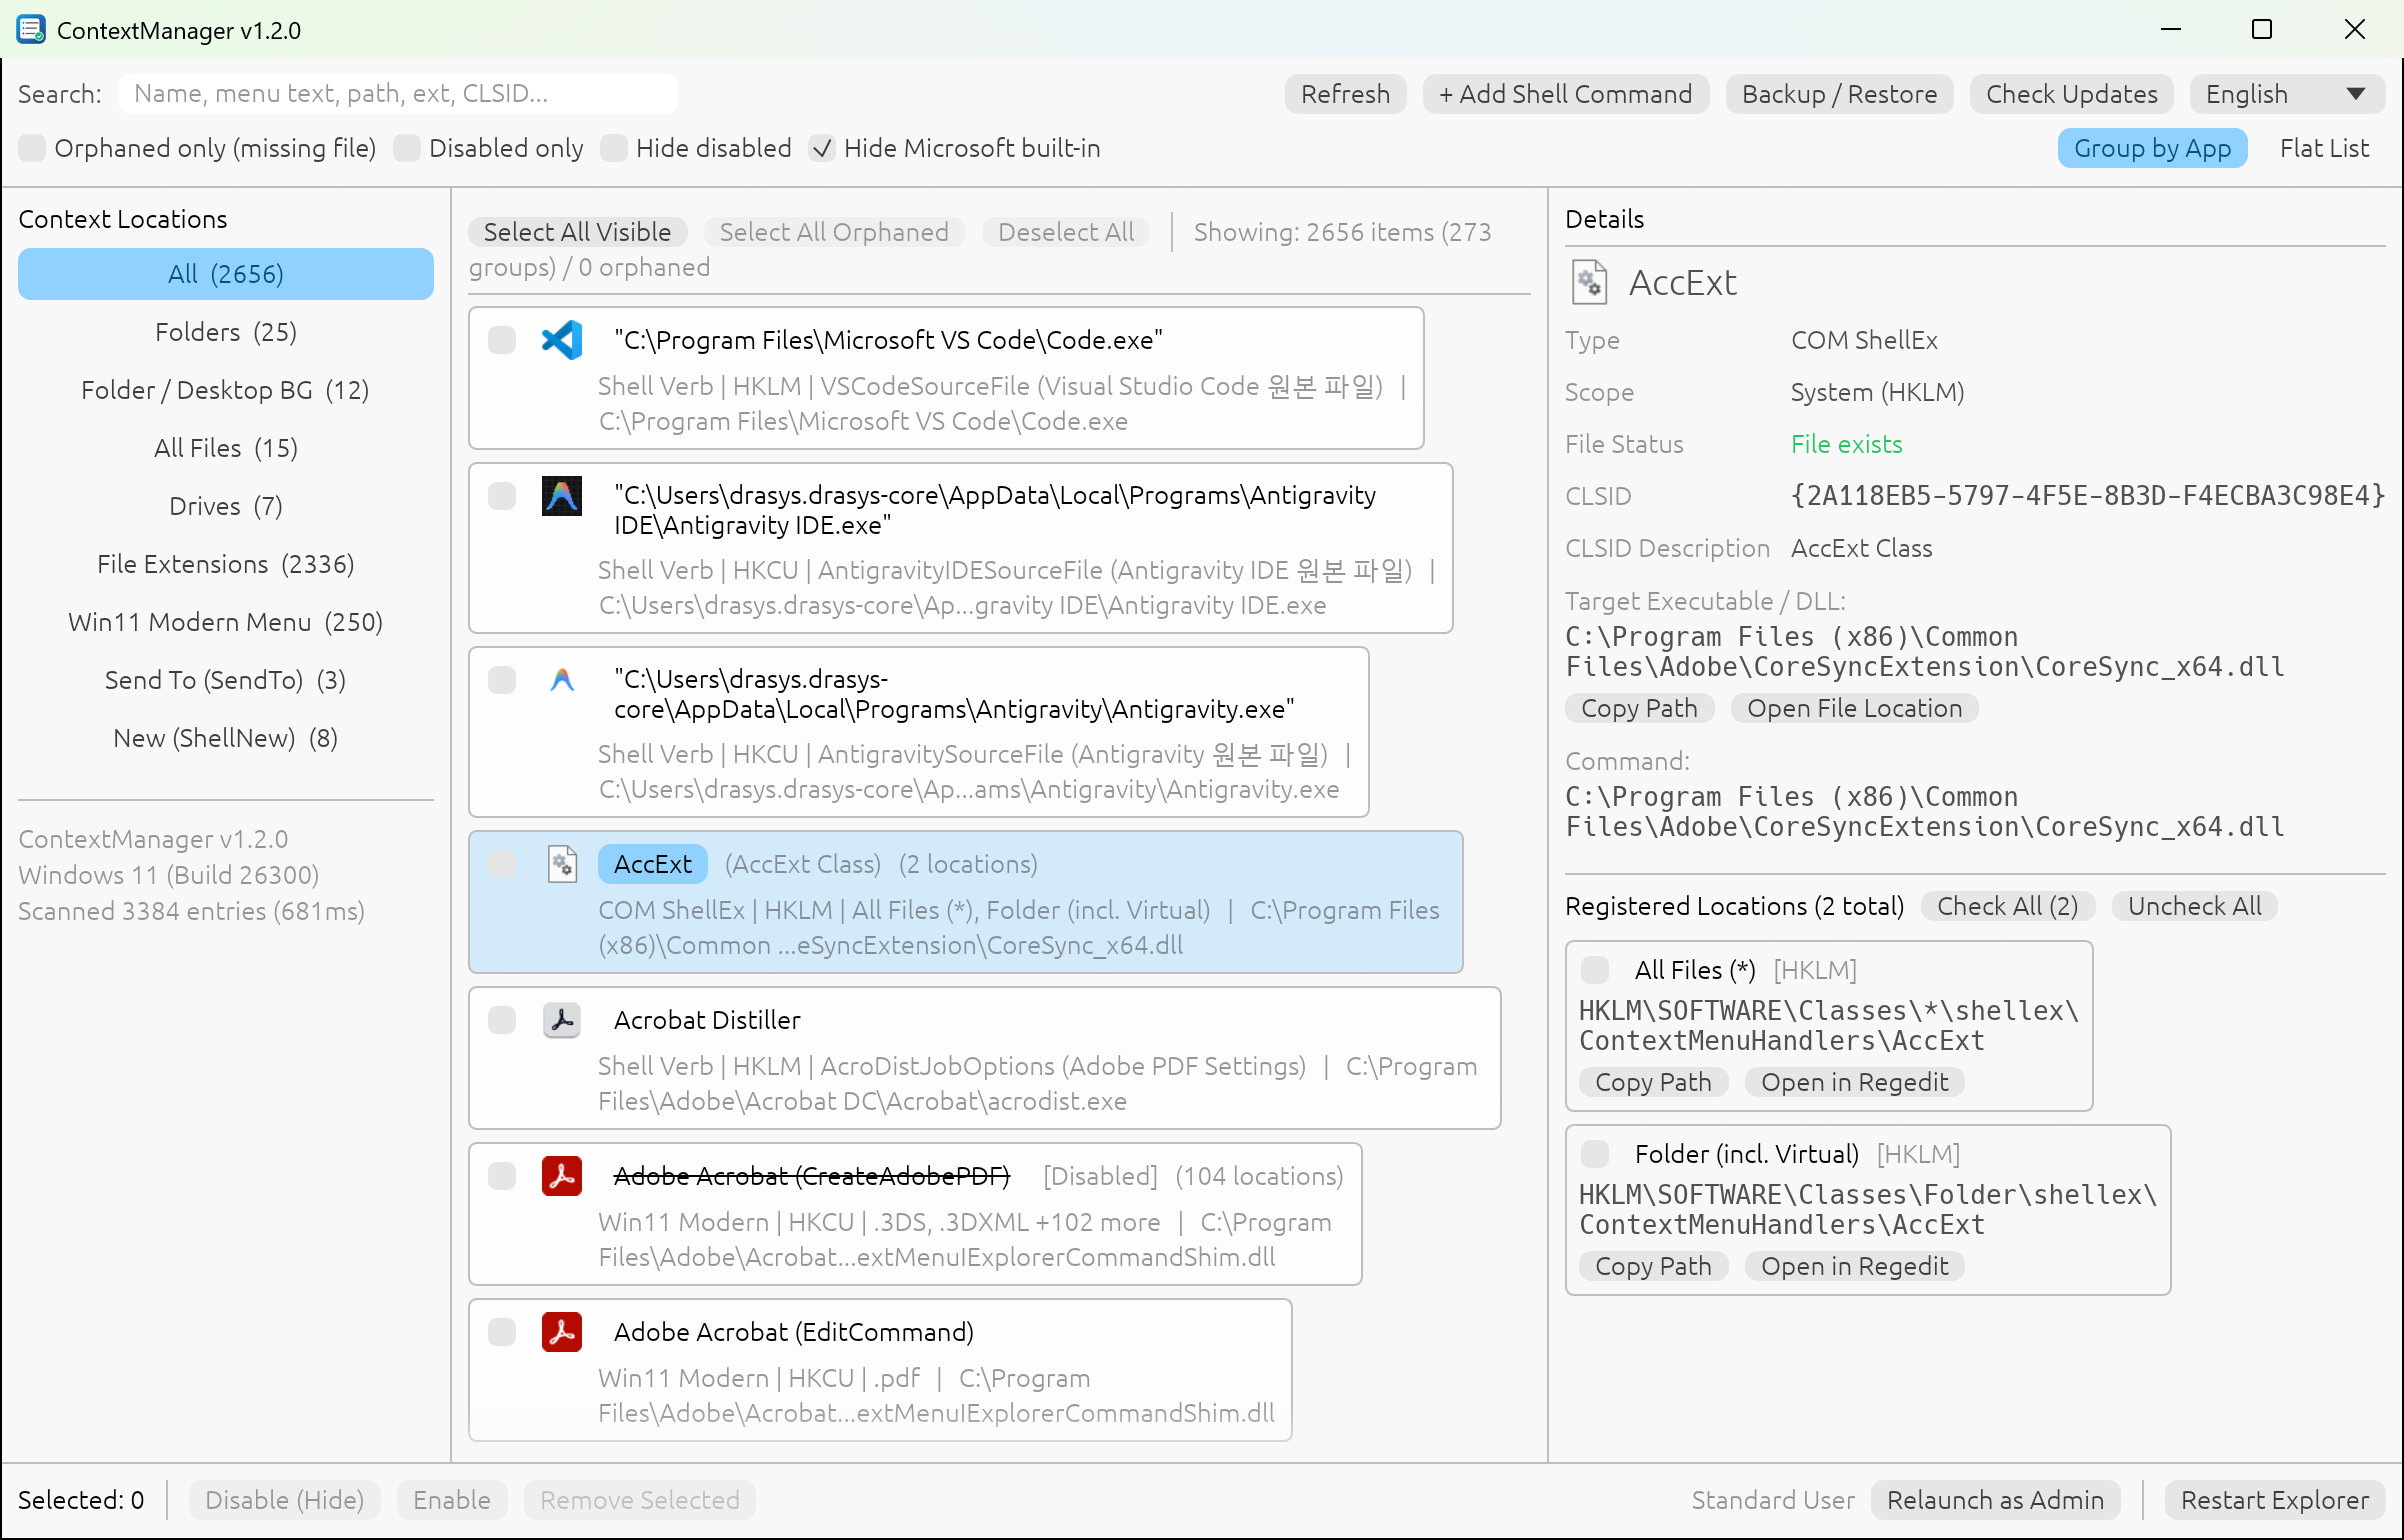 ContextManager v1.2.0
Search: Name, menu text, path, ext, CLSID... Refresh + Add Shell Command Backup / Restore Check Updates English
Orphaned only (missing file) Disabled only Hide disabled Hide Microsoft built-in Group by App Flat List
Context Locations
All (2656)
Folders (25)
Folder / Desktop BG (12)
All Files (15)
Drives (7)
File Extensions (2336)
Win11 Modern Menu (250)
Send To (SendTo) (3)
New (ShellNew) (8)
ContextManager v1.2.0
Windows 11 (Build 26300)
Scanned 3384 entries (681ms)
Select All Visible Select All Orphaned Deselect All Showing: 2656 items (273
groups) / 0 orphaned
"C:\Program Files\Microsoft VS Code\Code.exe"
Shell Verb | HKLM | VSCodeSourceFile (Visual Studio Code 원본 파일) |
C:\Program Files\Microsoft VS Code\Code.exe
"C:\Users\drasys.drasys-core\AppData\Local\Programs\Antigravity
IDE\Antigravity IDE.exe"
Shell Verb | HKCU | AntigravityIDESourceFile (Antigravity IDE 원본 파일) |
C:\Users\drasys.drasys-core\Ap...gravity IDE\Antigravity IDE.exe
"C:\Users\drasys.drasys-
core\AppData\Local\Programs\Antigravity\Antigravity.exe"
Shell Verb | HKCU | AntigravitySourceFile (Antigravity 원본 파일) |
C:\Users\drasys.drasys-core\Ap...ams\Antigravity\Antigravity.exe
AccExt (AccExt Class) (2 locations)
COM ShellEx | HKLM | All Files (*), Folder (incl. Virtual) | C:\Program Files
(x86)\Common ...eSyncExtension\CoreSync_x64.dll
Acrobat Distiller
Shell Verb | HKLM | AcroDistJobOptions (Adobe PDF Settings) | C:\Program
Files\Adobe\Acrobat DC\Acrobat\acrodist.exe
Adobe Acrobat (CreateAdobePDF) [Disabled] (104 locations)
Win11 Modern | HKCU | .3DS, .3DXML +102 more | C:\Program
Files\Adobe\Acrobat...extMenuIExplorerCommandShim.dll
Adobe Acrobat (EditCommand)
Win11 Modern | HKCU | .pdf | C:\Program
Files\Adobe\Acrobat...extMenuIExplorerCommandShim.dll
Details
AccExt
Type COM ShellEx
Scope System (HKLM)
File Status File exists
CLSID {2A118EB5-5797-4F5E-8B3D-F4ECBA3C98E4}
CLSID Description AccExt Class
Target Executable / DLL:
C:\Program Files (x86)\Common
Files\Adobe\CoreSyncExtension\CoreSync_x64.dll
Copy Path Open File Location
Command:
C:\Program Files (x86)\Common
Files\Adobe\CoreSyncExtension\CoreSync_x64.dll
Registered Locations (2 total) Check All (2) Uncheck All
All Files (*) [HKLM]
HKLM\SOFTWARE\Classes\*\shellex\
ContextMenuHandlers\AccExt
Copy Path Open in Regedit
Folder (incl. Virtual) [HKLM]
HKLM\SOFTWARE\Classes\Folder\shellex\
ContextMenuHandlers\AccExt
Copy Path Open in Regedit
Selected: 0 Disable (Hide) Enable Remove Selected Standard User Relaunch as Admin Restart Explorer